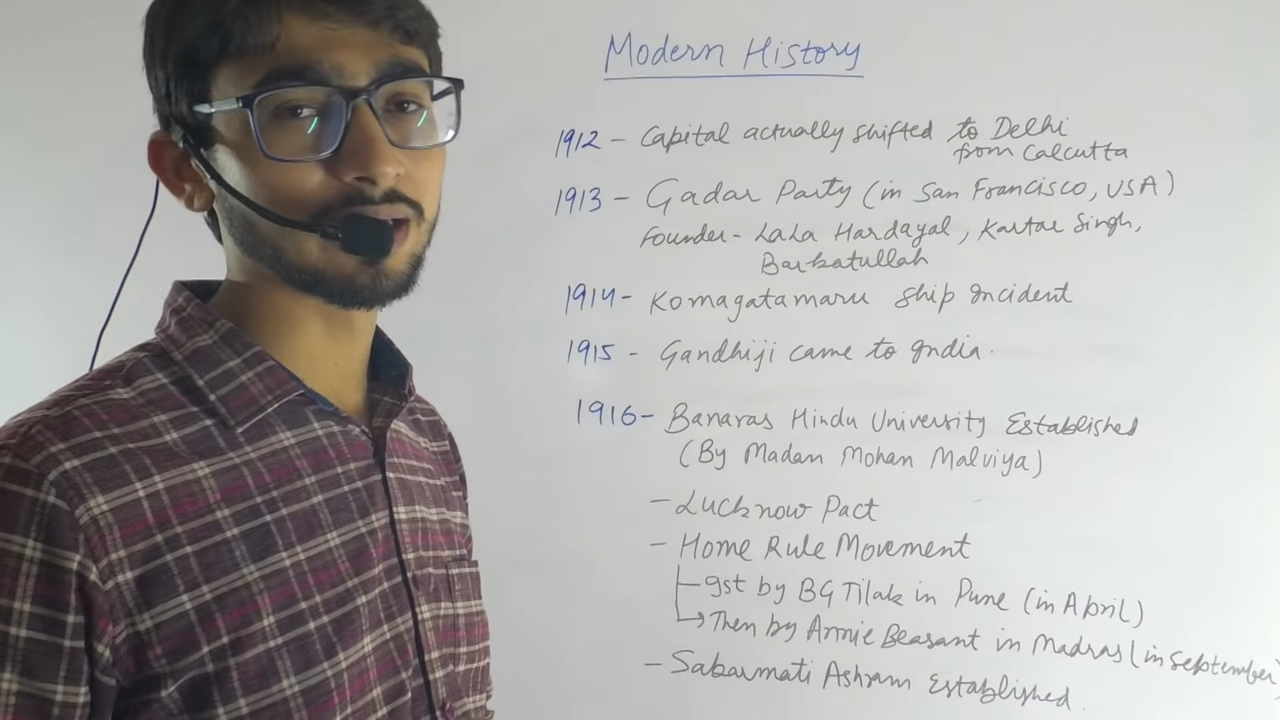 Modern History
1912 - Capital actually shifted to Delhi
from Calcutta
1913 - Gadar Party (in San Francisco, USA)
Founder - Lala Hardayal, Kartar Singh,
Barkatullah
1914 - Komagatamaru Ship Incident
1915 - Gandhiji came to India.
1916 - Banaras Hindu University Established
(By Madan Mohan Malviya)
- Lucknow Pact
- Home Rule Movement
Ist by BG Tilak in Pune (in April)
Then by Annie Beasant in Madras (in September)
- Sabarmati Ashram Established.